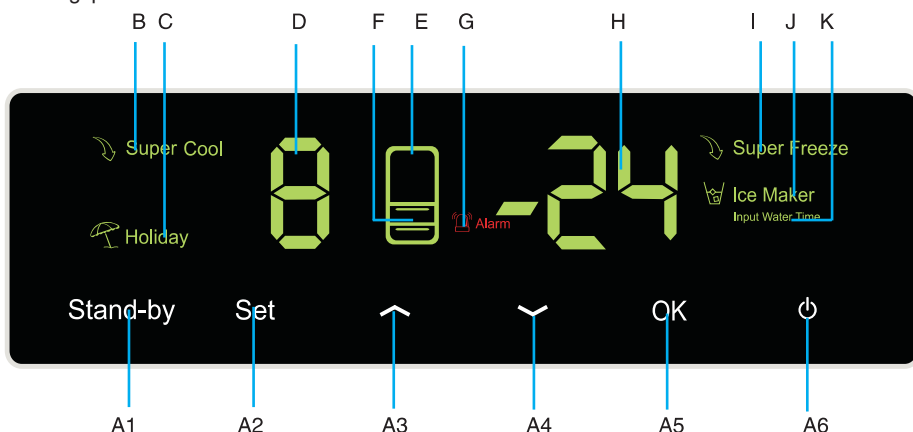 B C D F E G H I J K
Super Cool
8
-24
Super Freeze
Ice Maker
Input Water Time
Alarm
Holiday
Stand-by Set OK
A1 A2 A3 A4 A5 A6